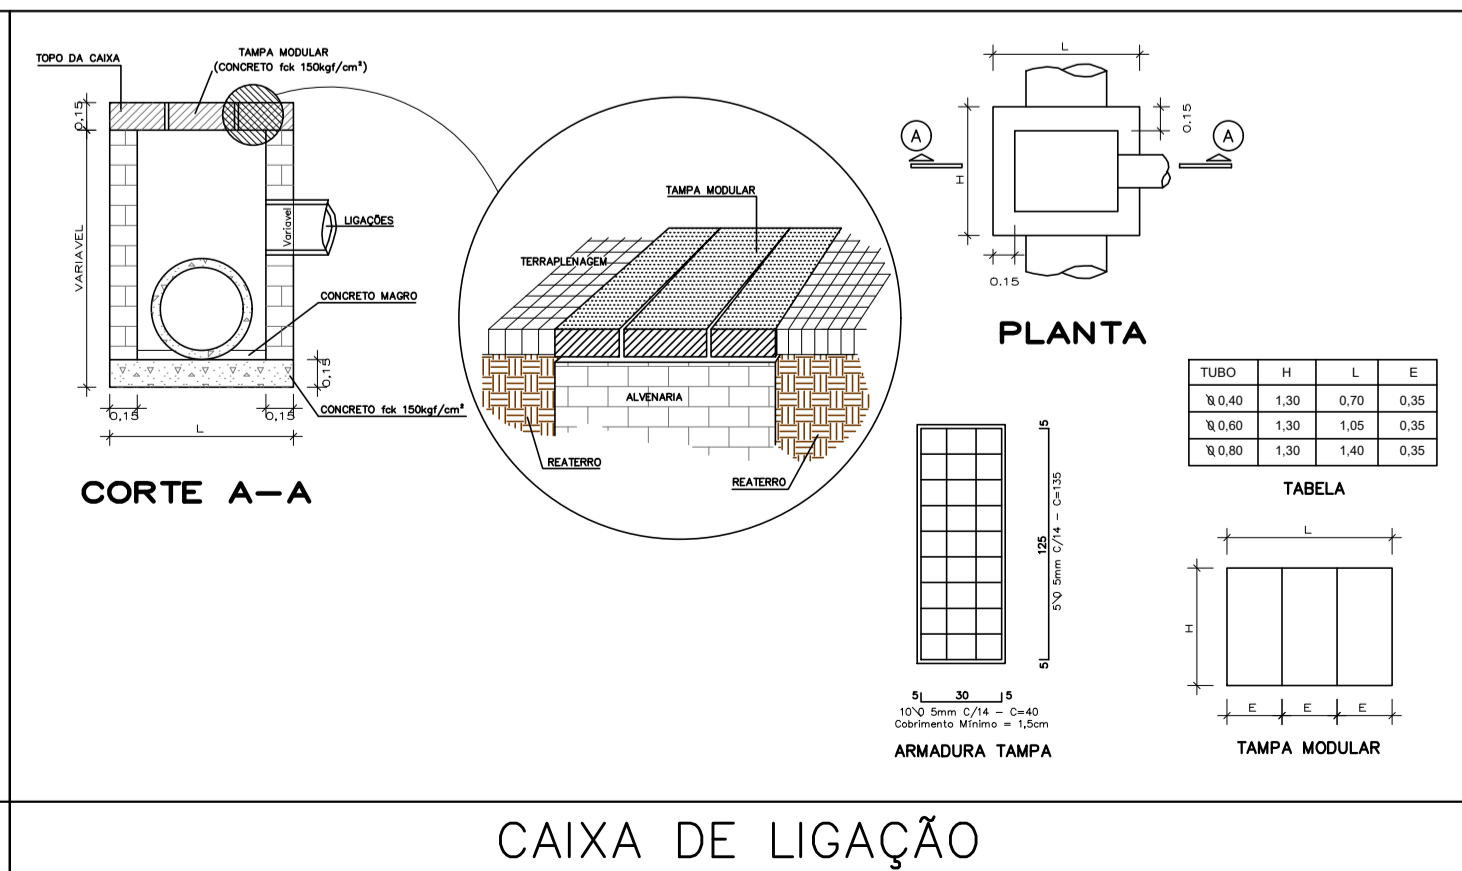 TOPO DA CAIXA
TAMPA MODULAR
(CONCRETO fck 150kgf/cm²)
0,15
VARIAVEL
Variavel
LIGAÇÕES
CONCRETO MAGRO
0,15
CONCRETO fck 150kgf/cm²
0,15
0,15
L
CORTE A-A
TAMPA MODULAR
TERRAPLENAGEM
ALVENARIA
REATERRO
REATERRO
L
H
0.15
0.15
A
A
PLANTA
TUBO H L E
Ø 0,40 1,30 0,70 0,35
Ø 0,60 1,30 1,05 0,35
Ø 0,80 1,30 1,40 0,35
TABELA
5
125
5
5Ø 5mm C/14 - C=135
5 30 5
10Ø 5mm C/14 - C=40
Cobrimento Mínimo = 1,5cm
ARMADURA TAMPA
L
H
E E E
TAMPA MODULAR
CAIXA DE LIGAÇÃO